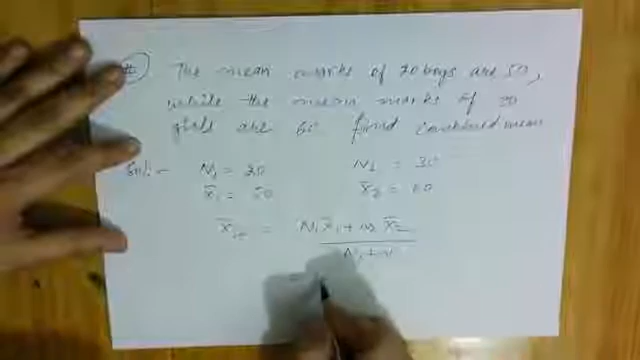 #
The mean marks of 20 boys are 50,
while the mean marks of 30
girls are 60 find combined mean
Sol:- N₁ = 20 N₂ = 30
x̄₁ = 50 x̄₂ = 60
x̄₁₂ = N₁x̄₁ + N₂x̄₂
N₁ + N
=